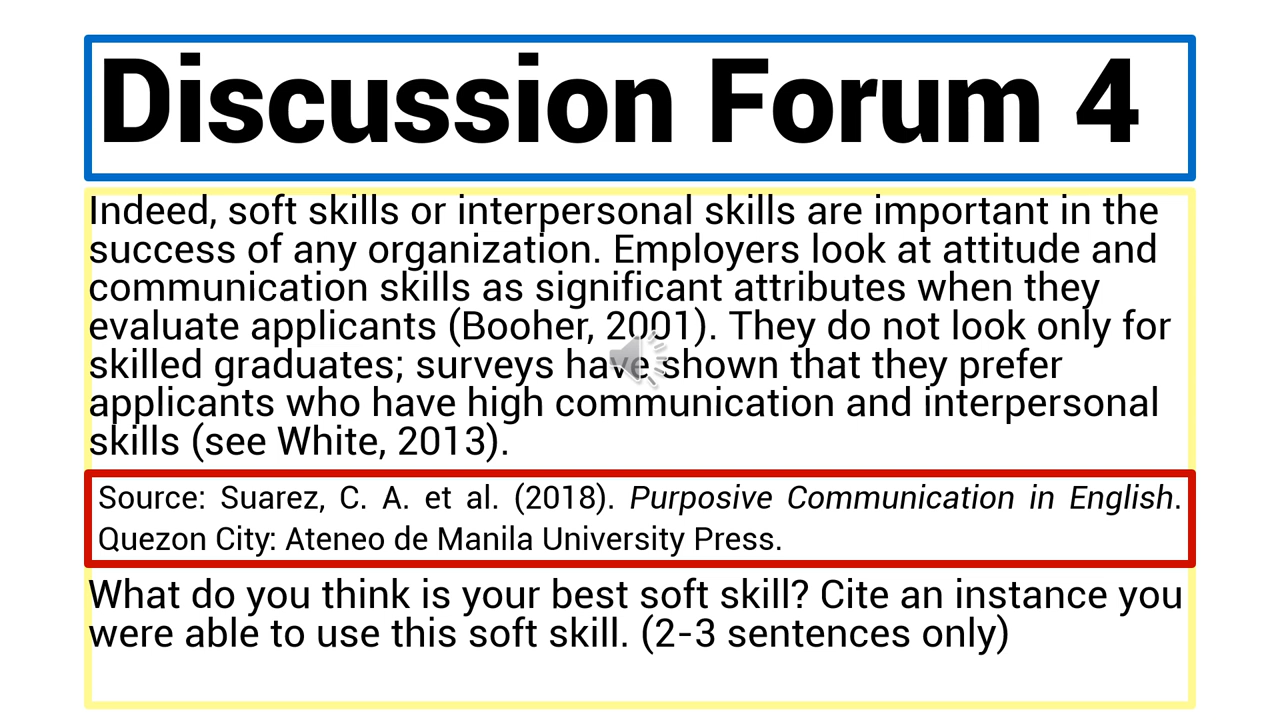 Discussion Forum 4
Indeed, soft skills or interpersonal skills are important in the
success of any organization. Employers look at attitude and
communication skills as significant attributes when they
evaluate applicants (Booher, 2001). They do not look only for
skilled graduates; surveys have shown that they prefer
applicants who have high communication and interpersonal
skills (see White, 2013).
Source: Suarez, C. A. et al. (2018). Purposive Communication in English.
Quezon City: Ateneo de Manila University Press.
What do you think is your best soft skill? Cite an instance you
were able to use this soft skill. (2-3 sentences only)